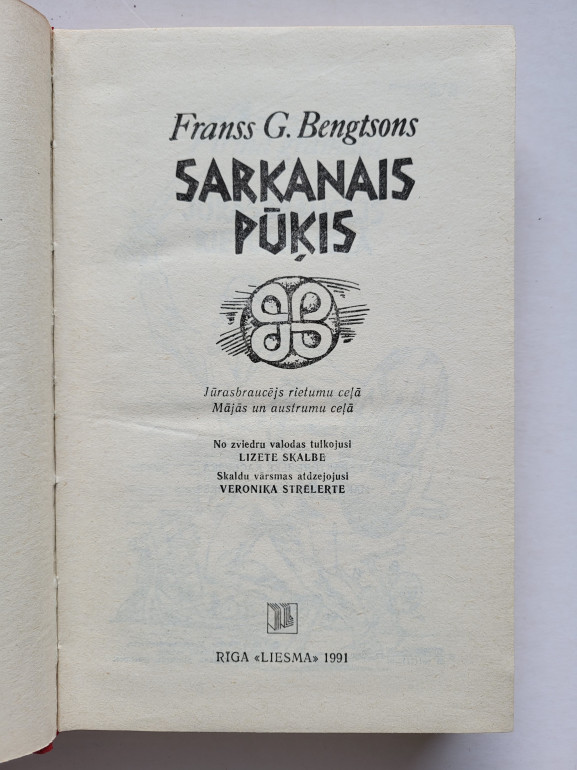 Franss G. Bengtsons
SARKANAIS
PŪĶIS
Jūrasbraucējs rietumu ceļā
Mājās un austrumu ceļā
No zviedru valodas tulkojusi
LIZETE SKALBE
Skaldu vārsmas atdzejojusi
VERONIKA STRĒLERTE
RĪGA «LIESMA» 1991